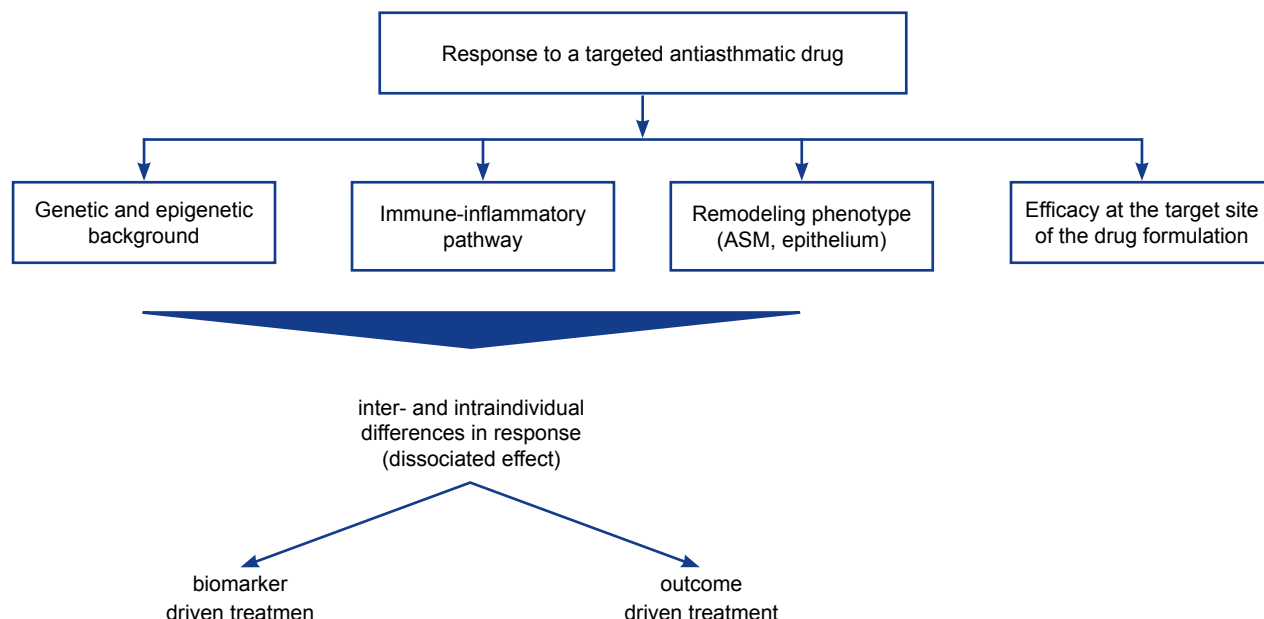 Response to a targeted antiasthmatic drug
Genetic and epigenetic
background
Immune-inflammatory
pathway
Remodeling phenotype
(ASM, epithelium)
Efficacy at the target site
of the drug formulation
inter- and intraindividual
differences in response
(dissociated effect)
biomarker
driven treatmen
outcome
driven treatment